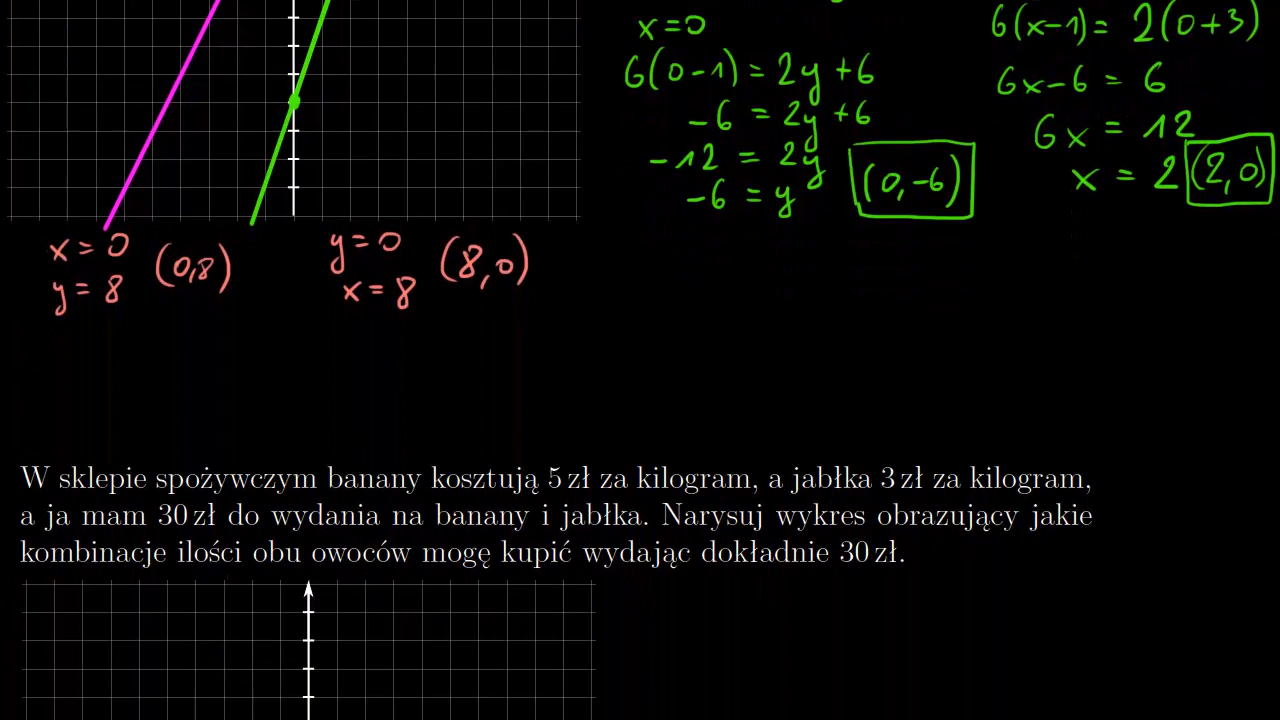 x=0
6(0-1) = 2y+6
-6 = 2y+6
-12 = 2y
-6 = y
(0,-6)
6(x-1) = 2(0+3)
6x-6 = 6
6x = 12
x = 2
(2,0)
x=0
y=8
(0,8)
y=0
x=8
(8,0)
W sklepie spożywczym banany kosztują 5 zł za kilogram, a jabłka 3 zł za kilogram,
a ja mam 30 zł do wydania na banany i jabłka. Narysuj wykres obrazujący jakie
kombinacje ilości obu owoców mogę kupić wydając dokładnie 30 zł.